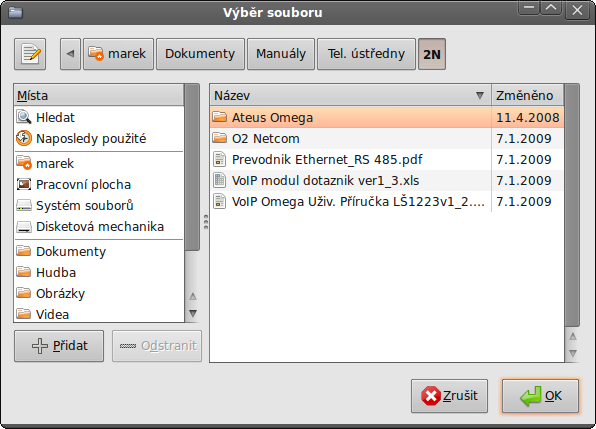 Výběr souboru
marek Dokumenty Manuály Tel. ústředny 2N
Místa
Hledat
Naposledy použité
marek
Pracovní plocha
Systém souborů
Disketová mechanika
Dokumenty
Hudba
Obrázky
Videa
Přidat Odstranit
Název Změněno
Ateus Omega 11.4.2008
O2 Netcom 7.1.2009
Prevodnik Ethernet_RS 485.pdf 7.1.2009
VoIP modul dotaznik ver1_3.xls 7.1.2009
VoIP Omega Uživ. Příručka LŠ1223v1_2.... 7.1.2009
Zrušit OK